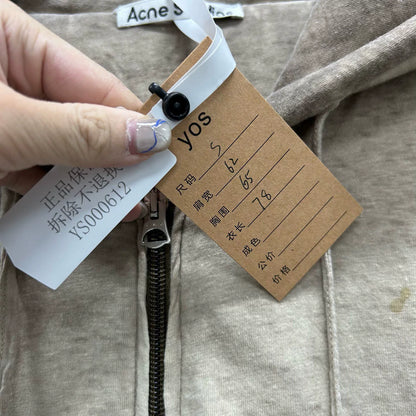 Acne S
正品保
拆除不退换
YS000612
yos
尺码 S
肩宽 62
胸围 65
衣长 78
成色
公价
价格